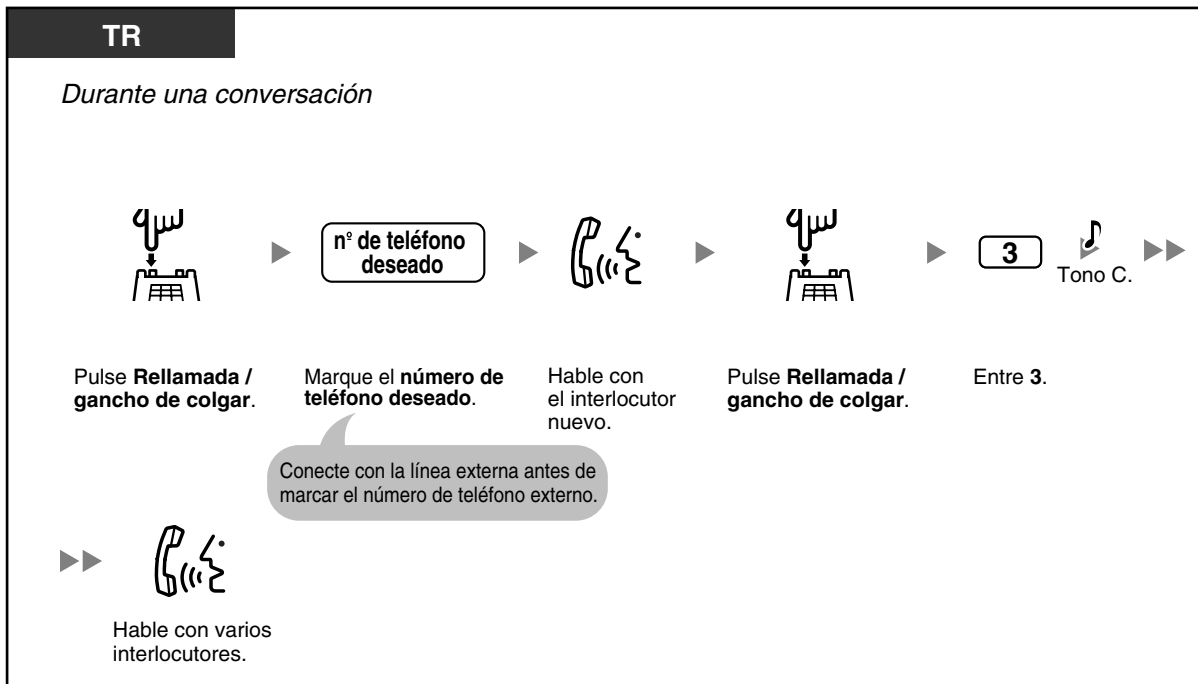 TR
Durante una conversación
nº de teléfono
deseado
3
Tono C.
Pulse Rellamada /
gancho de colgar.
Marque el número de
teléfono deseado.
Hable con
el interlocutor
nuevo.
Pulse Rellamada /
gancho de colgar.
Entre 3.
Conecte con la línea externa antes de
marcar el número de teléfono externo.
Hable con varios
interlocutores.